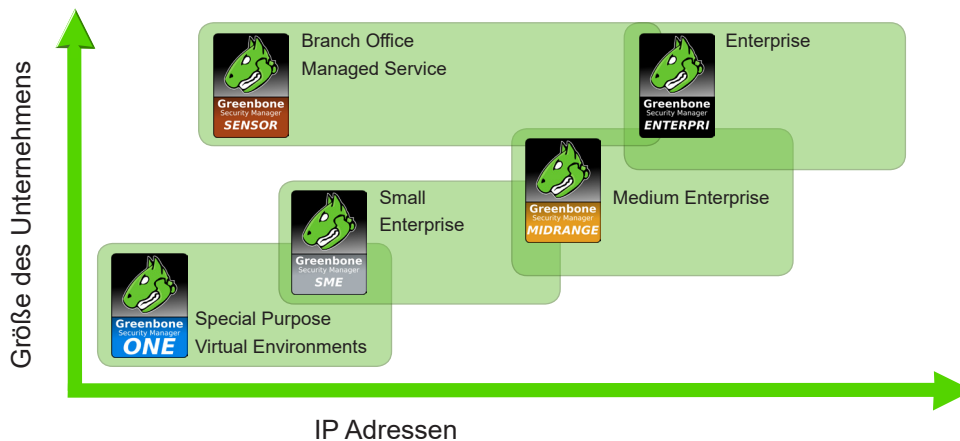 Größe des Unternehmens
Branch Office
Managed Service
Greenbone
Security Manager
SENSOR
Enterprise
Greenbone
Security Manager
ENTERPRI
Medium Enterprise
Greenbone
Security Manager
MIDRANGE
Small
Enterprise
Greenbone
Security Manager
SME
Special Purpose
Virtual Environments
Greenbone
Security Manager
ONE
IP Adressen